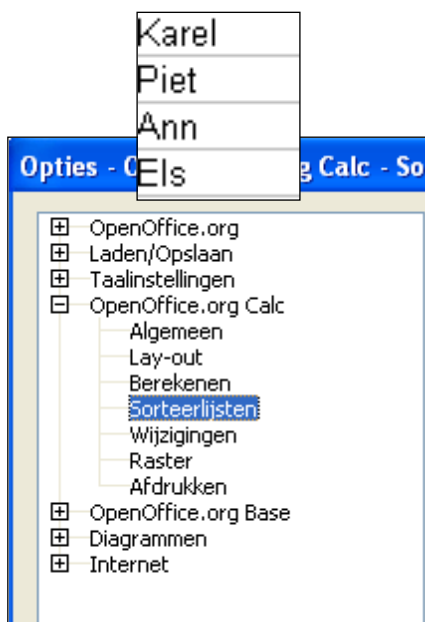 Karel
Piet
Ann
Els
Opties - O g Calc - So
OpenOffice.org
Laden/Opslaan
Taalinstellingen
OpenOffice.org Calc
Algemeen
Lay-out
Berekenen
Sorteerlijsten
Wijzigingen
Raster
Afdrukken
OpenOffice.org Base
Diagrammen
Internet